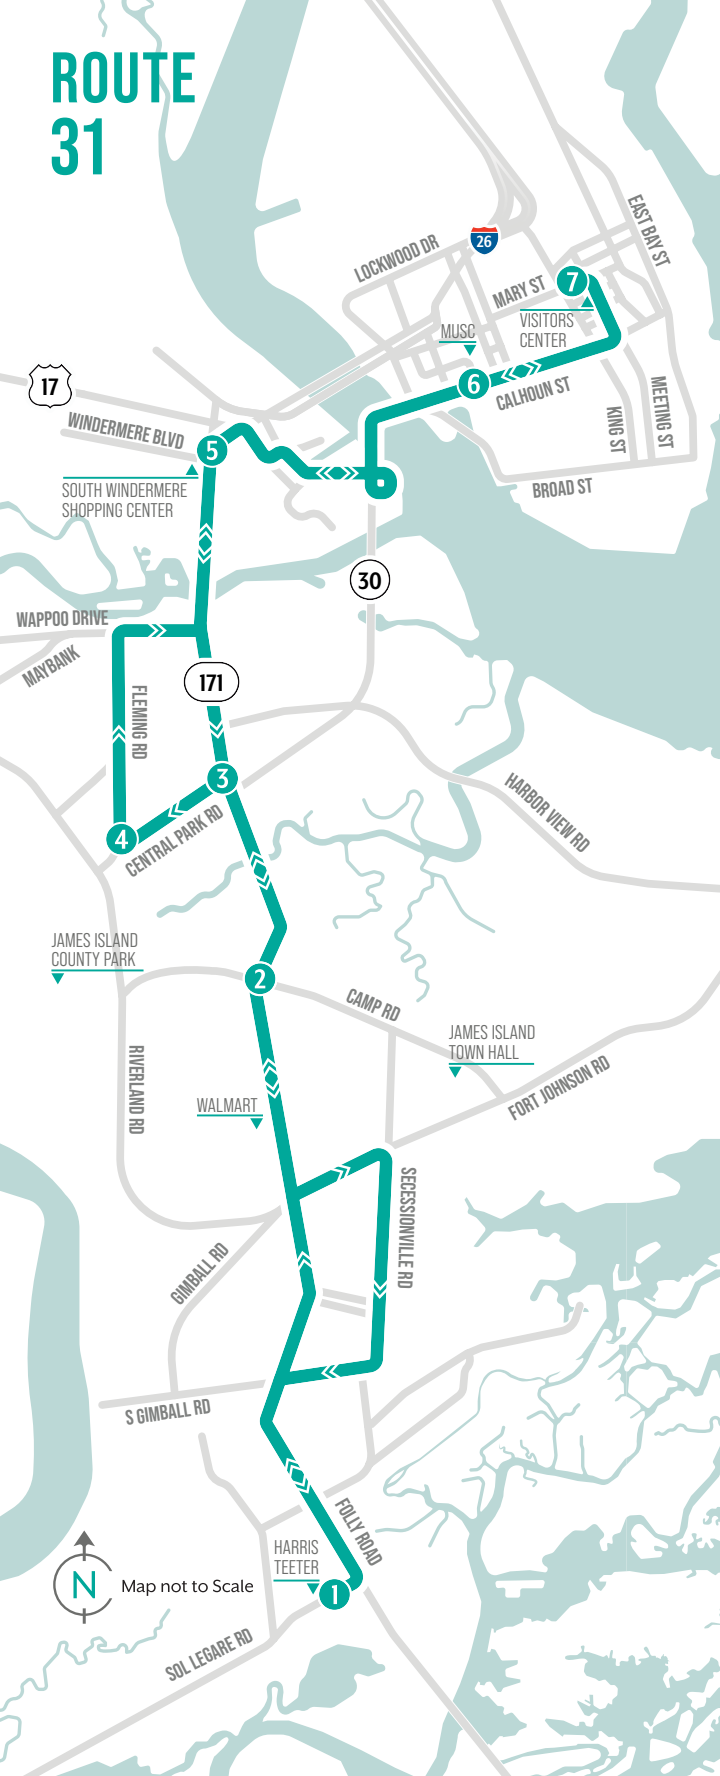 ROUTE
31
EAST BAY ST
26
LOCKWOOD DR
MARY ST
7
VISITORS
CENTER
MUSC
6
CALHOUN ST
17
WINDERMERE BLVD
5
KING ST
MEETING ST
SOUTH WINDERMERE
SHOPPING CENTER
BROAD ST
30
WAPPOO DRIVE
MAYBANK
171
FLEMING RD
3
4
CENTRAL PARK RD
HARBOR VIEW RD
JAMES ISLAND
COUNTY PARK
2
CAMP RD
JAMES ISLAND
TOWN HALL
RIVERLAND RD
FORT JOHNSON RD
WALMART
SECESSIONVILLE RD
GIMBALL RD
S GIMBALL RD
FOLLY ROAD
HARRIS
TEETER
1
N
Map not to Scale
SOL LEGARE RD